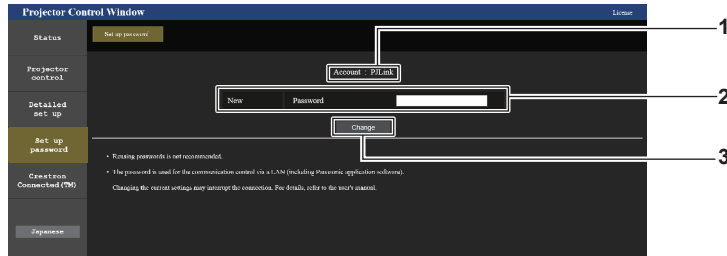 Projector Control Window
License
Status
Set up password
Projector
control
Account : PJLink
Detailed
set up
New Password
Change
Set up
password
• Reusing passwords is not recommended.
• The password is used for the communication control via a LAN (including Panasonic application software).
Changing the current settings may interrupt the connection. For details, refer to the user's manual.
Crestron
Connected(TM)
Japanese
1
2
3